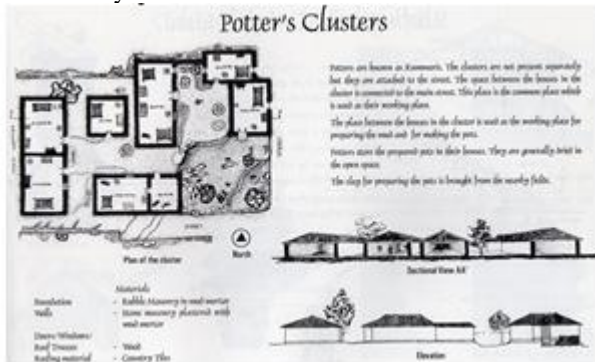 Potter's Clusters
Potters are known as Kummaris. The clusters are not present separately
but they are attached to the street. The space between the houses in the
cluster is connected to the main street. This place is the common place which
is used as their working place.
The place between the houses in the cluster is used as the working place for
preparing the mud and for making the pots.
Potters store the prepared pots in their houses. They are generally dried in
the open space.
The clay for preparing the pots is brought from the nearby fields.
Plan of the cluster
North
Sectional View AA'
Materials
Foundation - Rubble Masonry in mud mortar
Walls - Stone masonry plastered with
mud mortar
Doors/Windows/
Roof Trusses - Wood
Roofing material - Country Tiles
Elevation